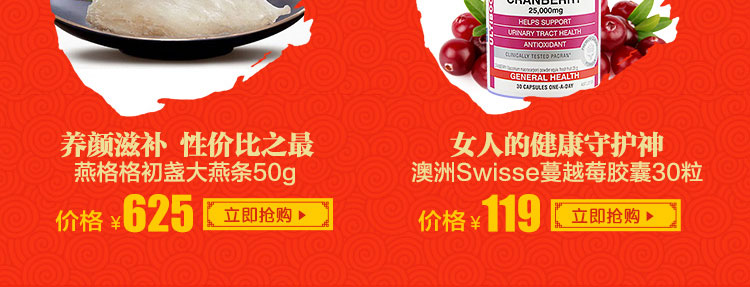 CRANBERRY
25,000mg
HELPS SUPPORT
URINARY TRACT HEALTH
ANTIOXIDANT
CLINICALLY TESTED PACRAN
GENERAL HEALTH
30 CAPSULES ONE-A-DAY
养颜滋补 性价比之最
燕格格初盏大燕条50g
价格¥625 立即抢购
女人的健康守护神
澳洲Swisse蔓越莓胶囊30粒
价格¥119 立即抢购